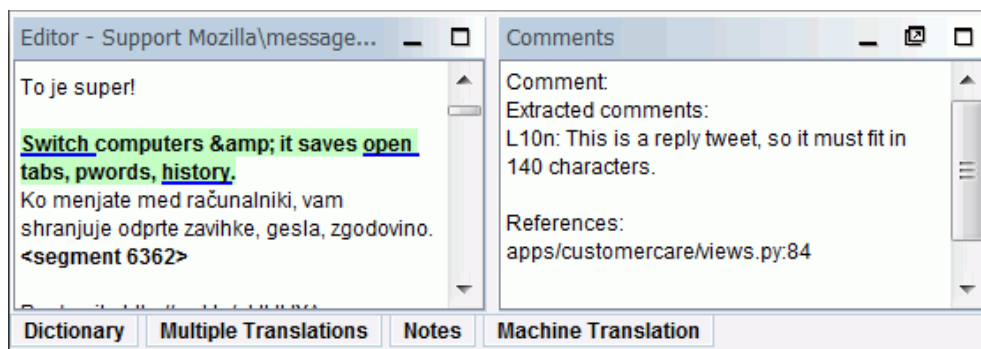 Editor - Support Mozilla\message...
To je super!
Switch computers &amp; it saves open
tabs, pwords, history.
Ko menjate med računalniki, vam
shranjuje odprte zavihke, gesla, zgodovino.
<segment 6362>
Comments
Comment:
Extracted comments:
L10n: This is a reply tweet, so it must fit in
140 characters.
References:
apps/customercare/views.py:84
Dictionary
Multiple Translations
Notes
Machine Translation